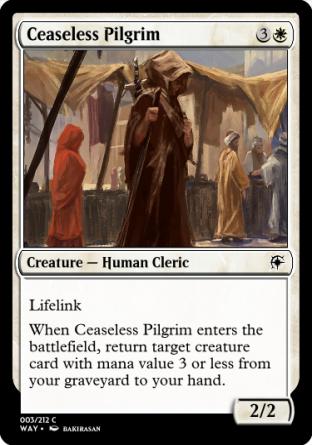 Ceaseless Pilgrim 3
Creature — Human Cleric
Lifelink
When Ceaseless Pilgrim enters the
battlefield, return target creature
card with mana value 3 or less from
your graveyard to your hand.
2/2
003/212 C
WAY • BAKIRASAN